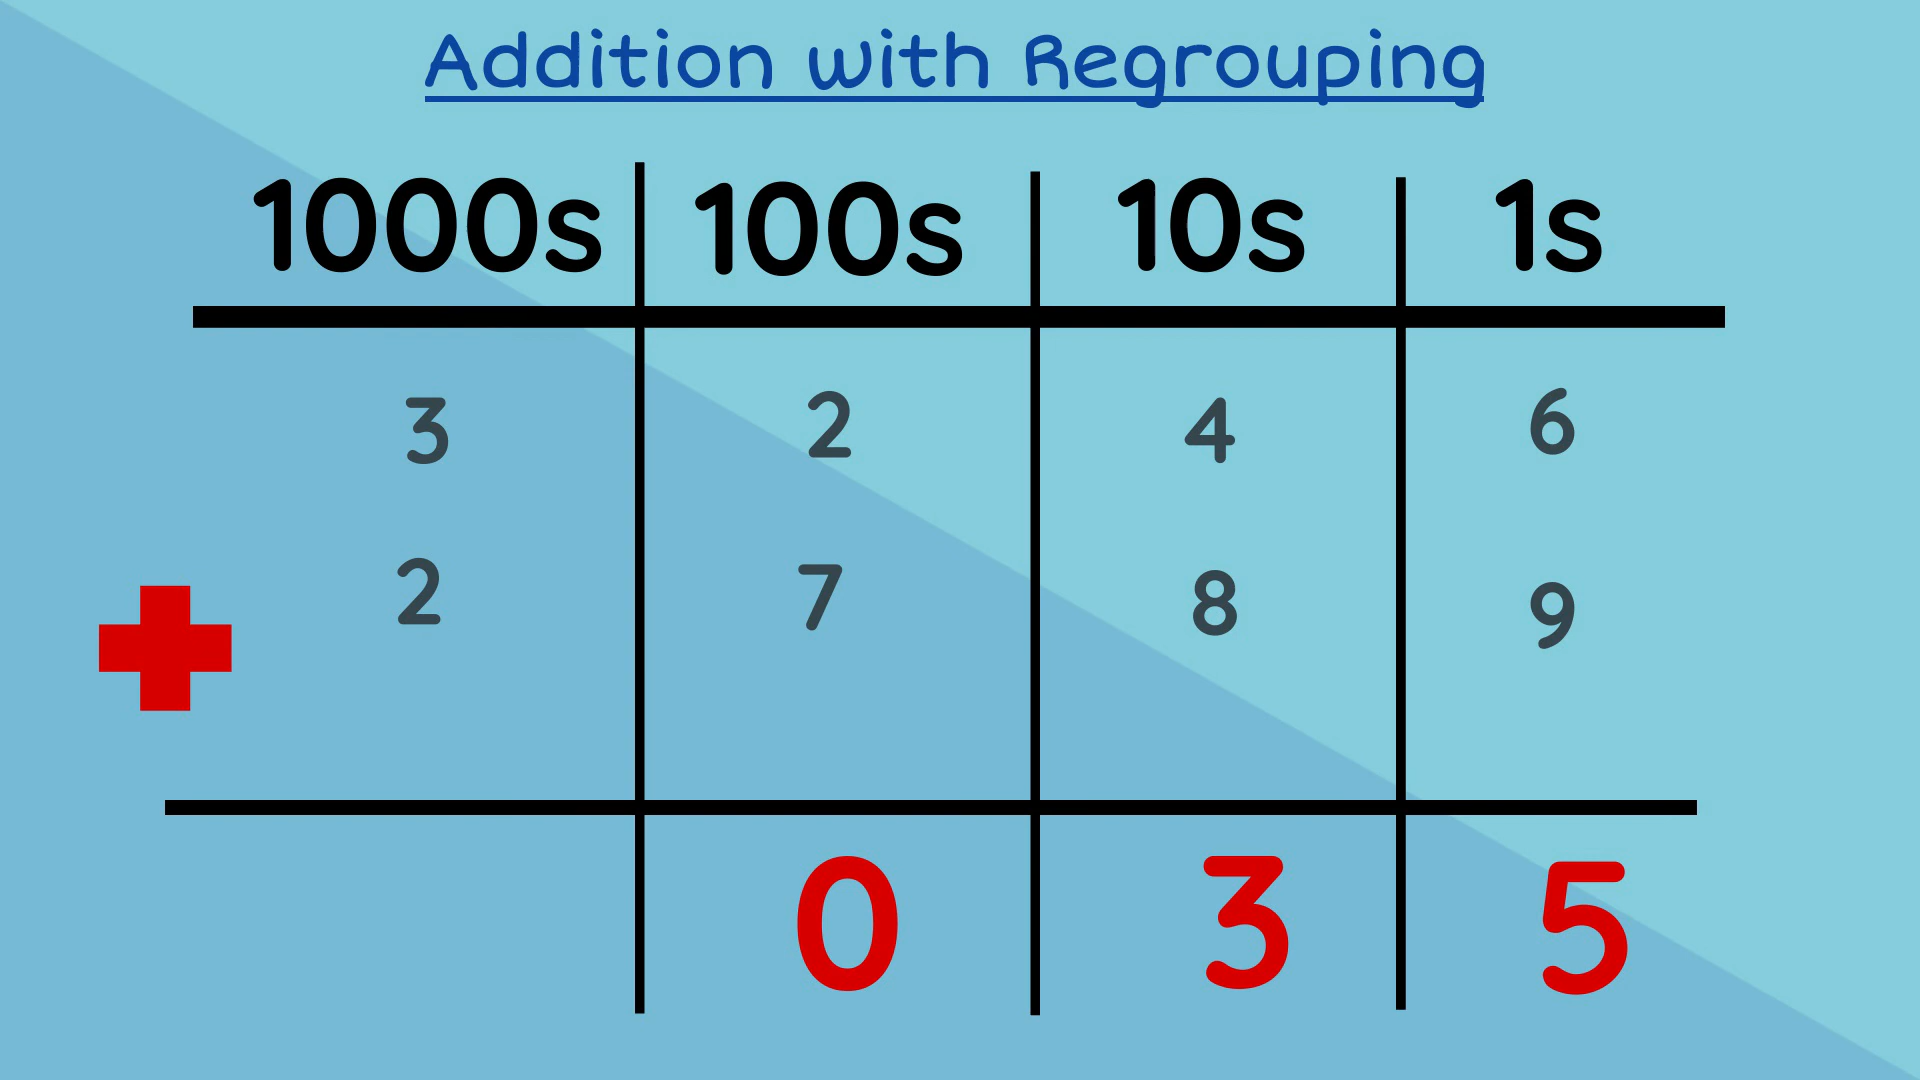 Addition with Regrouping
1000s 100s 10s 1s
3 2 4 6
+ 2 7 8 9
0 3 5